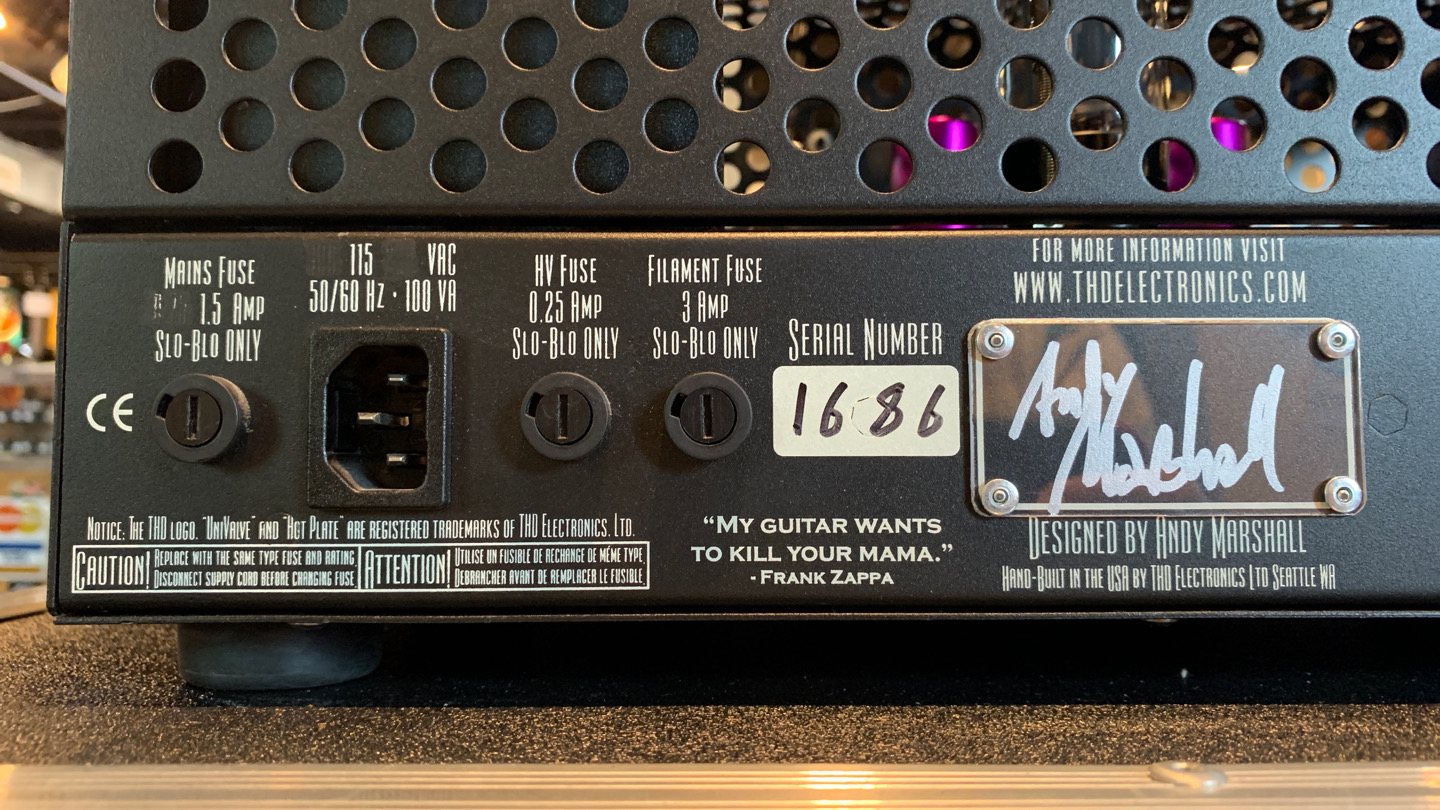 MAINS FUSE
1.5 AMP
SLO-BLO ONLY
115 VAC
50/60 HZ · 100 VA
HV FUSE
0.25 AMP
SLO-BLO ONLY
FILAMENT FUSE
3 AMP
SLO-BLO ONLY
SERIAL NUMBER
1686
FOR MORE INFORMATION VISIT
WWW.THDELECTRONICS.COM
Andy
Marshall
CE
NOTICE: THE THD LOGO, "UNIVALVE" AND "HOT PLATE" ARE REGISTERED TRADEMARKS OF THD ELECTRONICS, LTD.
CAUTION! REPLACE WITH THE SAME TYPE FUSE AND RATING.
DISCONNECT SUPPLY CORD BEFORE CHANGING FUSE.
ATTENTION! UTILISE UN FUSIBLE DE RECHANGE DE MÉME TYPE.
DEBRANCHER AVANT DE REMPLACER LE FUSIBLE.
"MY GUITAR WANTS
TO KILL YOUR MAMA."
- FRANK ZAPPA
DESIGNED BY ANDY MARSHALL
HAND-BUILT IN THE USA BY THD ELECTRONICS LTD SEATTLE WA